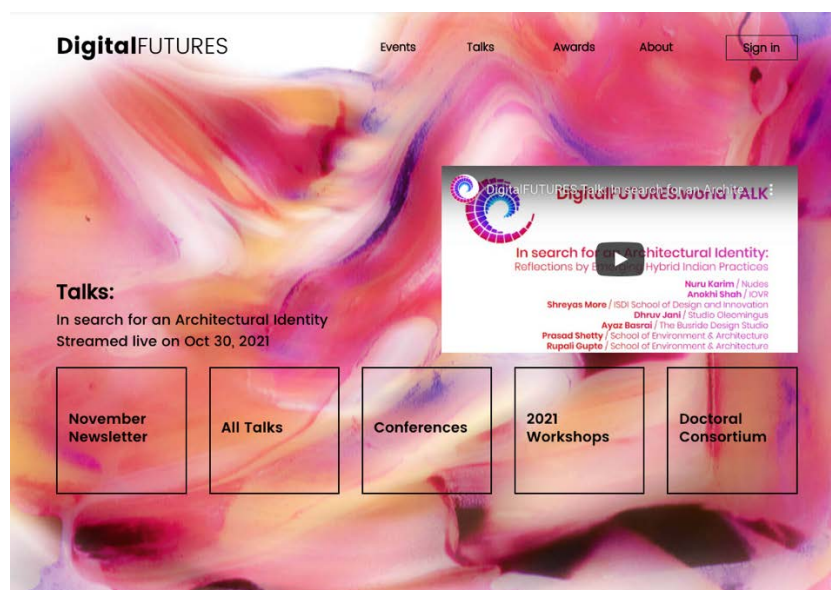 DigitalFUTURES
Events
Talks
Awards
About
Sign in
DigitalFUTURES Talk: In search for an Archite...
DigitalFUTURES.world TALK
In search for an Architectural Identity:
Reflections by Emerging Hybrid Indian Practices
Nuru Karim / Nudes
Anokhi Shah / IOVR
Shreyas More / ISDI School of Design and Innovation
Dhruv Jani / Studio Oleomingus
Ayaz Basrai / The Busride Design Studio
Prasad Shetty / School of Environment & Architecture
Rupali Gupte / School of Environment & Architecture
Talks:
In search for an Architectural Identity
Streamed live on Oct 30, 2021
November
Newsletter
All Talks
Conferences
2021
Workshops
Doctoral
Consortium